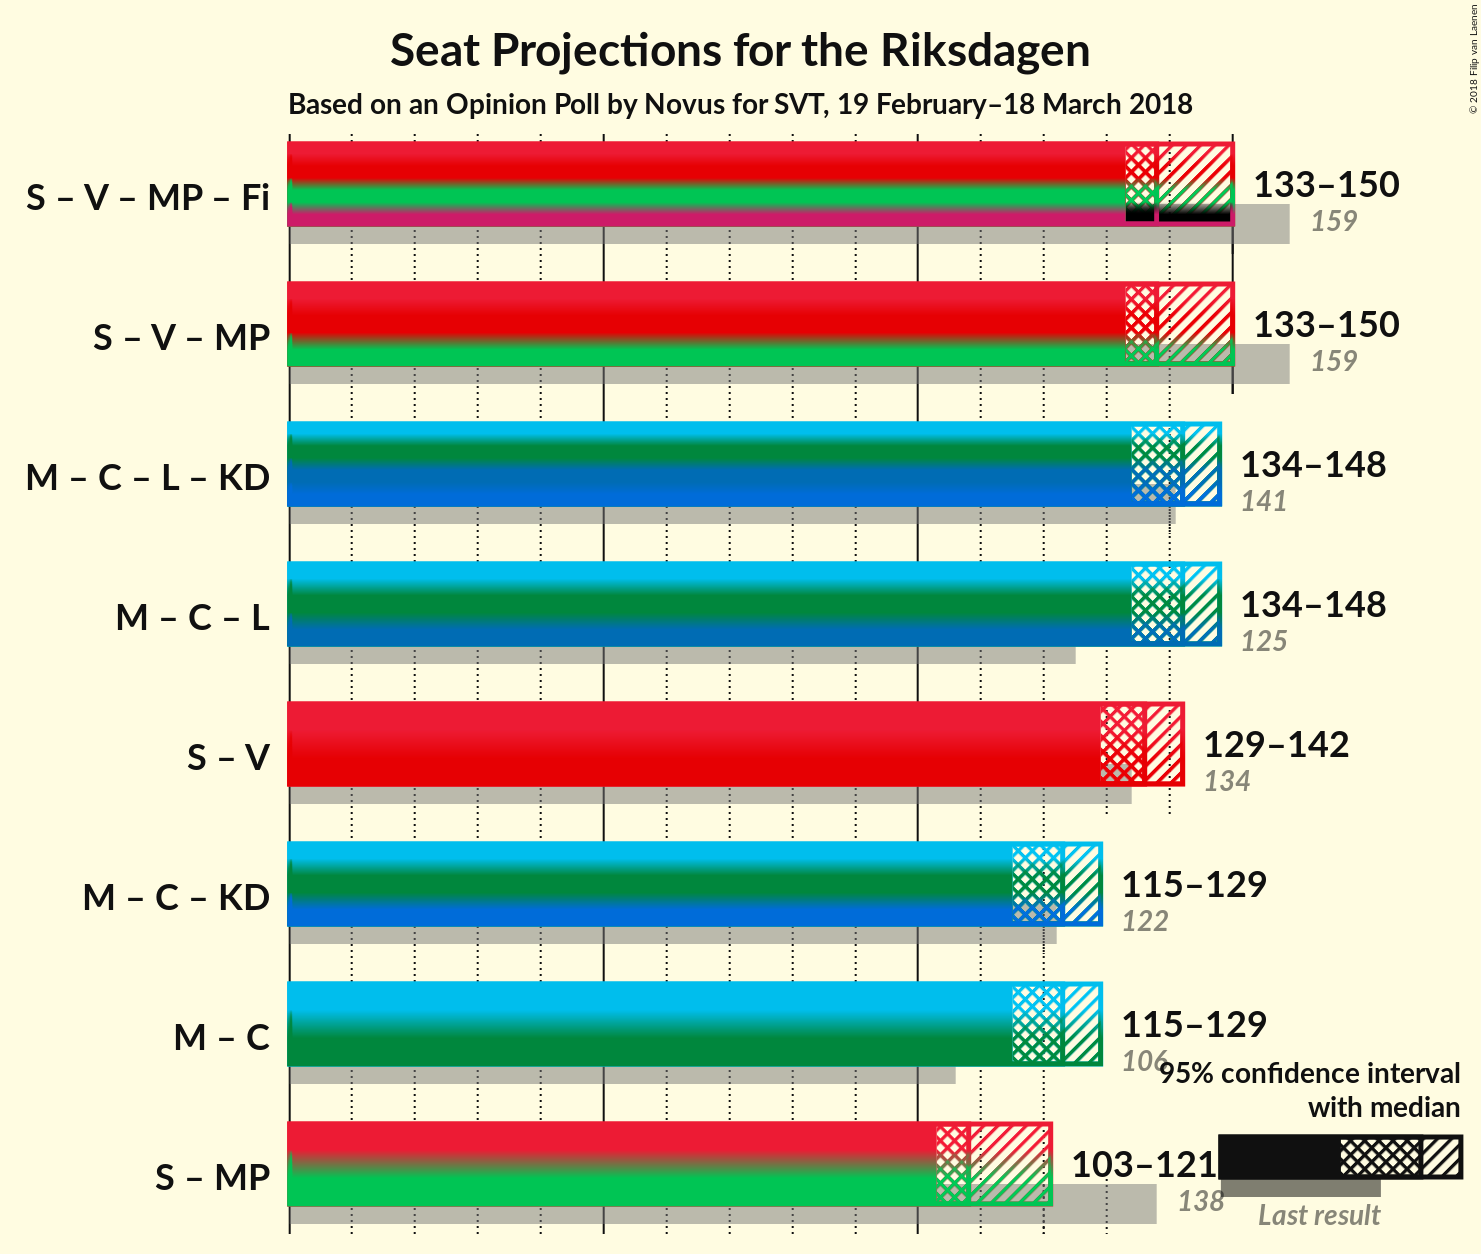 Seat Projections for the Riksdagen
Based on an Opinion Poll by Novus for SVT, 19 February–18 March 2018
© 2018 Filip van Laenen
S – V – MP – Fi
133–150
159
S – V – MP
133–150
159
M – C – L – KD
134–148
141
M – C – L
134–148
125
S – V
129–142
134
M – C – KD
115–129
122
M – C
115–129
106
S – MP
103–121
138
95% confidence interval
with median
Last result